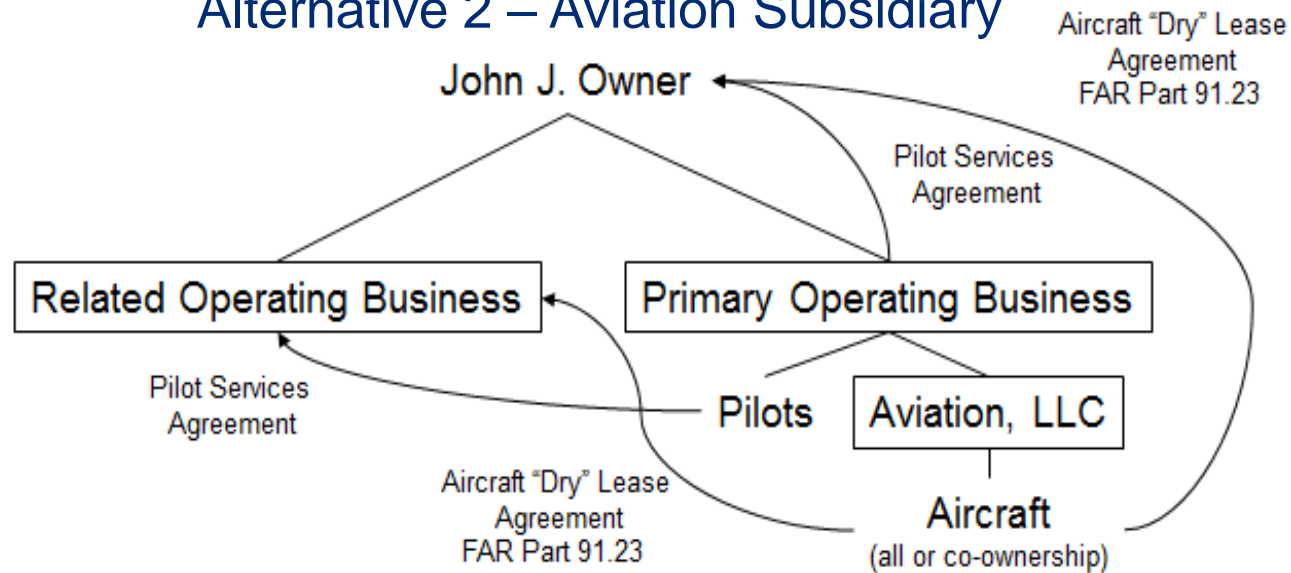 Alternative 2 – Aviation Subsidiary
Aircraft “Dry” Lease
Agreement
FAR Part 91.23
John J. Owner
Pilot Services
Agreement
Related Operating Business
Primary Operating Business
Pilot Services
Agreement
Pilots
Aviation, LLC
Aircraft “Dry” Lease
Agreement
FAR Part 91.23
Aircraft
(all or co-ownership)